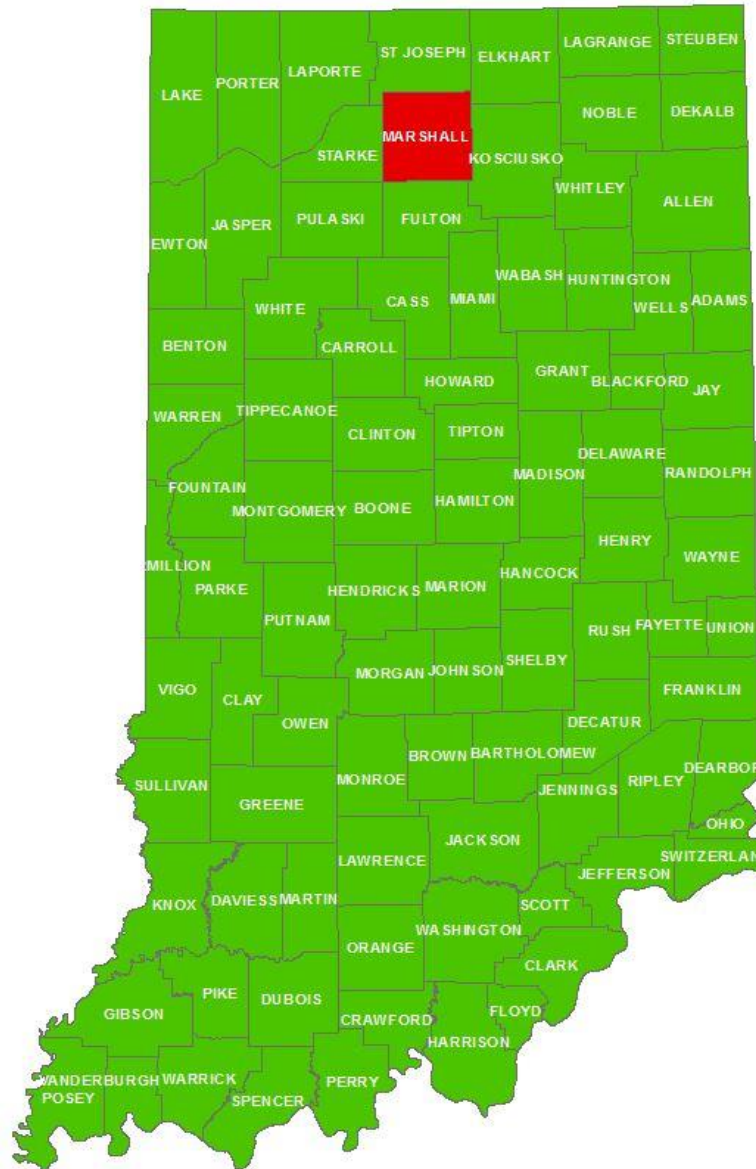 ST JOSEPH
ELKHART
LAGRANGE
STEUBEN
LAKE
PORTER
LAPORTE
NOBLE
DEKALB
MARSHALL
STARKE
KOSCIUSKO
WHITLEY
ALLEN
EWTON
JASPER
PULASKI
FULTON
WHITE
CASS
MIAMI
WABASH
HUNTINGTON
WELLS
ADAMS
BENTON
CARROLL
HOWARD
GRANT
BLACKFORD
JAY
WARREN
TIPPECANOE
CLINTON
TIPTON
MADISON
DELAWARE
RANDOLPH
FOUNTAIN
MONTGOMERY
BOONE
HAMILTON
HENRY
WAYNE
RMILLION
PARKE
PUTNAM
HENDRICKS
MARION
HANCOCK
RUSH
FAYETTE
UNION
VIGO
CLAY
OWEN
MORGAN
JOHNSON
SHELBY
FRANKLIN
DECATUR
SULLIVAN
GREENE
MONROE
BROWN
BARTHOLOMEW
JENNINGS
RIPLEY
DEARBOR
OHIO
SWITZERLAN
KNOX
DAVIESS
MARTIN
LAWRENCE
JACKSON
JEFFERSON
SCOTT
ORANGE
WASHINGTON
CLARK
GIBSON
PIKE
DUBOIS
CRAWFORD
HARRISON
FLOYD
VANDERBURGH
POSEY
WARRICK
SPENCER
PERRY